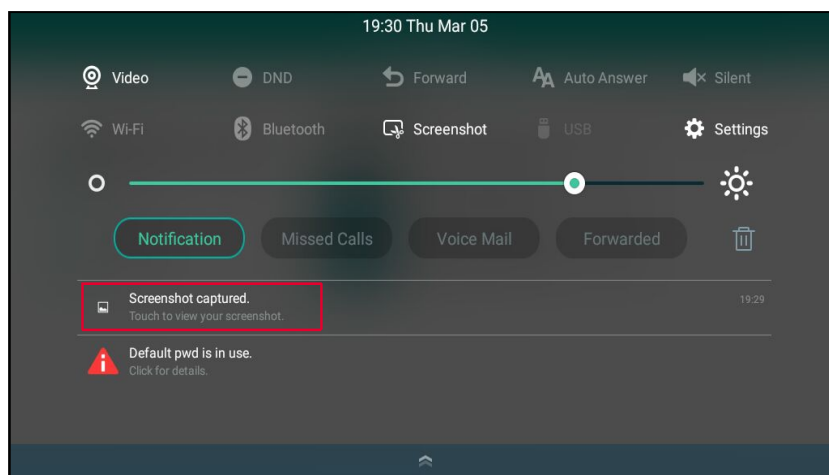 19:30 Thu Mar 05
Video DND Forward Auto Answer Silent
Wi-Fi Bluetooth Screenshot USB Settings
Notification Missed Calls Voice Mail Forwarded
Screenshot captured. 19:29
Touch to view your screenshot.
Default pwd is in use.
Click for details.